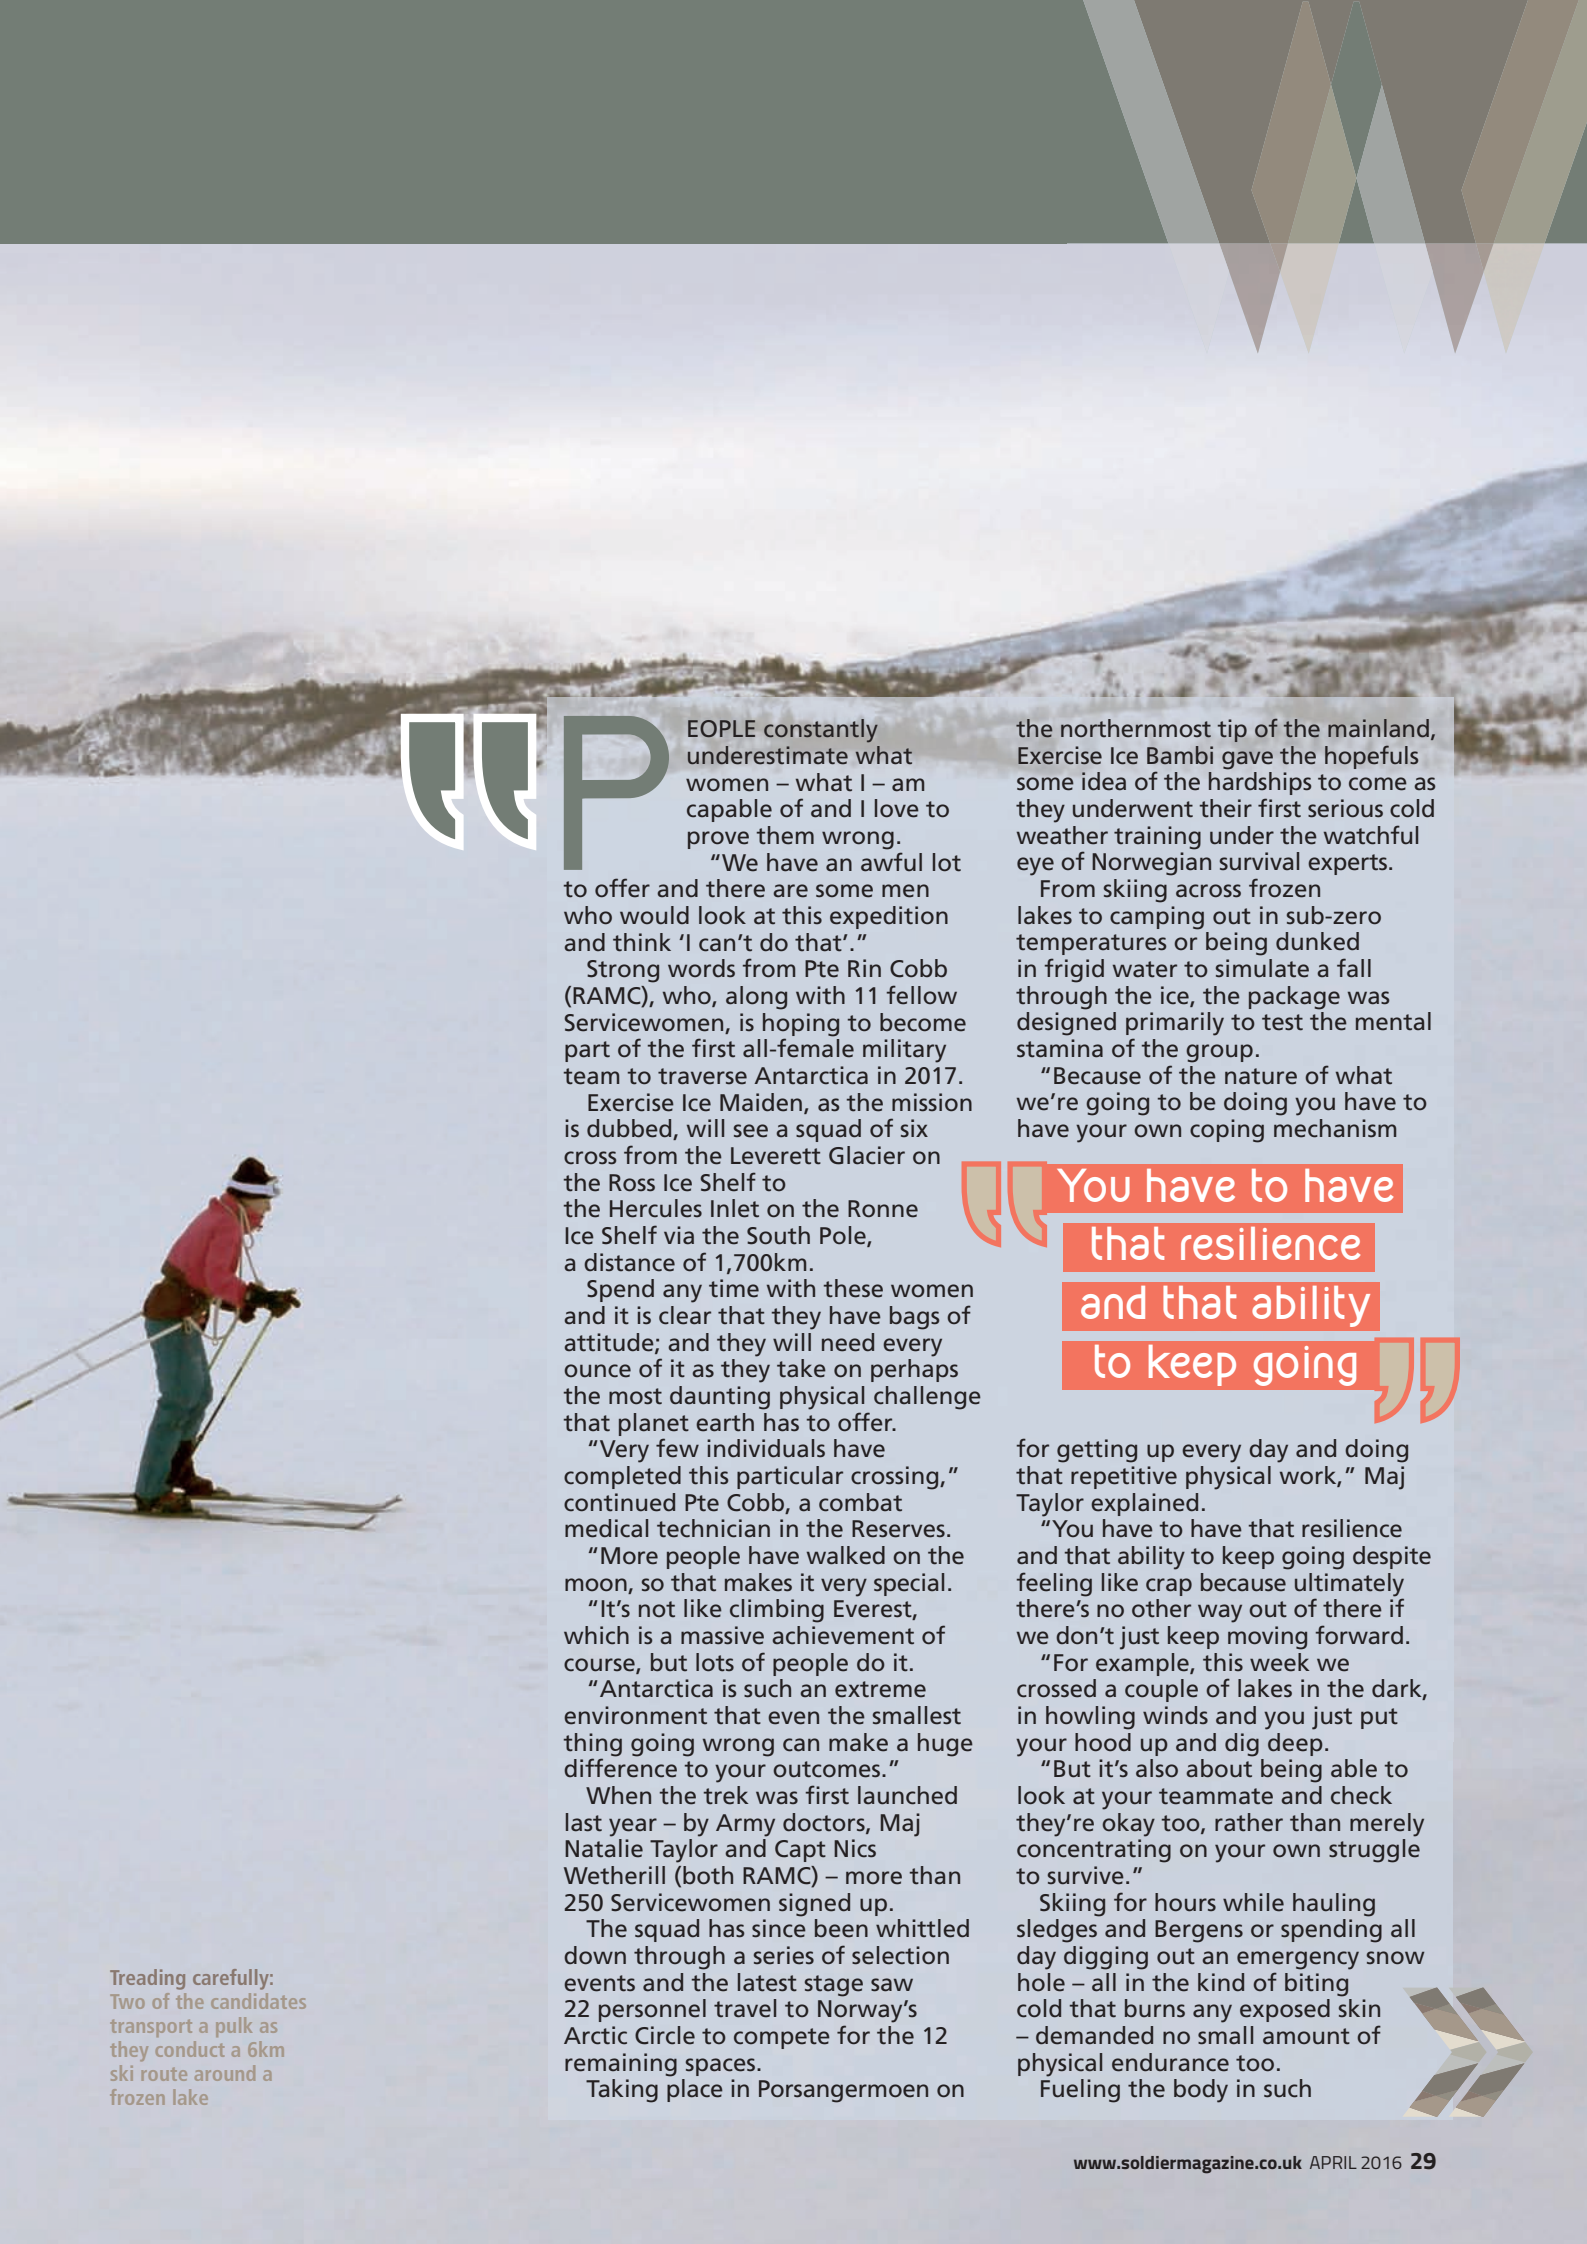 “PEOPLE constantly
underestimate what
women – what I – am
capable of and I love to
prove them wrong.
“We have an awful lot
to offer and there are some men
who would look at this expedition
and think ‘I can’t do that’.”
Strong words from Pte Rin Cobb
(RAMC), who, along with 11 fellow
Servicewomen, is hoping to become
part of the first all-female military
team to traverse Antarctica in 2017.
Exercise Ice Maiden, as the mission
is dubbed, will see a squad of six
cross from the Leverett Glacier on
the Ross Ice Shelf to
the Hercules Inlet on the Ronne
Ice Shelf via the South Pole,
a distance of 1,700km.
Spend any time with these women
and it is clear that they have bags of
attitude; and they will need every
ounce of it as they take on perhaps
the most daunting physical challenge
that planet earth has to offer.
“Very few individuals have
completed this particular crossing,”
continued Pte Cobb, a combat
medical technician in the Reserves.
“More people have walked on the
moon, so that makes it very special.
“It’s not like climbing Everest,
which is a massive achievement of
course, but lots of people do it.
“Antarctica is such an extreme
environment that even the smallest
thing going wrong can make a huge
difference to your outcomes.”
When the trek was first launched
last year – by Army doctors, Maj
Natalie Taylor and Capt Nics
Wetherill (both RAMC) – more than
250 Servicewomen signed up.
The squad has since been whittled
down through a series of selection
events and the latest stage saw
22 personnel travel to Norway’s
Arctic Circle to compete for the 12
remaining spaces.
Taking place in Porsangermoen on
the northernmost tip of the mainland,
Exercise Ice Bambi gave the hopefuls
some idea of the hardships to come as
they underwent their first serious cold
weather training under the watchful
eye of Norwegian survival experts.
From skiing across frozen
lakes to camping out in sub-zero
temperatures or being dunked
in frigid water to simulate a fall
through the ice, the package was
designed primarily to test the mental
stamina of the group.
“Because of the nature of what
we’re going to be doing you have to
have your own coping mechanism
“You have to have
that resilience
and that ability
to keep going”
for getting up every day and doing
that repetitive physical work,” Maj
Taylor explained.
“You have to have that resilience
and that ability to keep going despite
feeling like crap because ultimately
there’s no other way out of there if
we don’t just keep moving forward.
“For example, this week we
crossed a couple of lakes in the dark,
in howling winds and you just put
your hood up and dig deep.
“But it’s also about being able to
look at your teammate and check
they’re okay too, rather than merely
concentrating on your own struggle
to survive.”
Skiing for hours while hauling
sledges and Bergens or spending all
day digging out an emergency snow
hole – all in the kind of biting
cold that burns any exposed skin
– demanded no small amount of
physical endurance too.
Fueling the body in such
Treading carefully:
Two of the candidates
transport a pulk as
they conduct a 6km
ski route around a
frozen lake
www.soldiermagazine.co.uk APRIL 2016 29